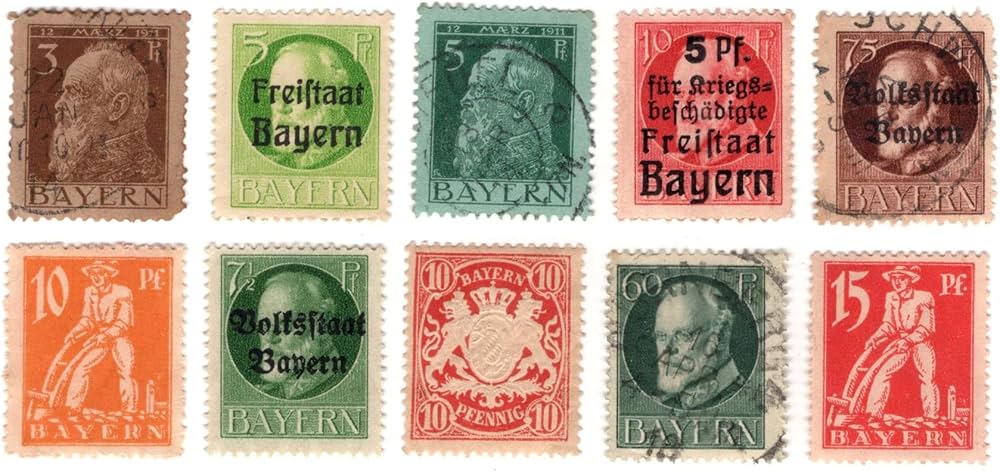 12 MÆRZ 1911
3 Pf
BAYERN
5 Pf
Freiſtaat
Bayern
BAYERN
12 MÆRZ 1911
5 Pf
BAYERN
10 Pf
5 Pf.
für Kriegs=
beſchädigte
Freiſtaat
Bayern
75 Pf
Volksſtaat
Bayern
BAYERN
10 Pf.
BAYERN
7½ Pf
Volksſtaat
Bayern
BAYERN
10 BAYERN 10
10 PFENNIG 10
60 Pf
BAYERN
15 Pf.
BAYERN